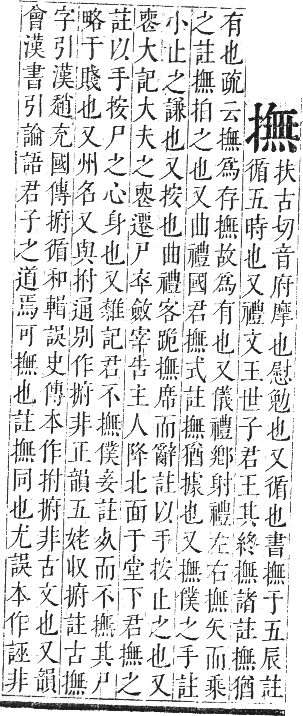 撫
扶古切音府摩也慰勉也又循也書撫于五辰註
循五時也又禮文王世子君王其終撫諸註撫猶
有也疏云撫爲存撫故爲有也又儀禮鄉射禮左右撫矢而乘
之註撫拍之也又曲禮國君撫式註撫猶據也又撫僕之手註
小止之謙也又按也曲禮客跪撫席而辭註以手按止之也又
喪大記大夫之喪遷尸卒斂宰告主人降北面于堂下君撫之
註以手按尸之心身也又雜記君不撫僕妾註必而不撫其尸
略于賤也又州名又與拊通别作捬非正韻五姥収捬註古撫
字引漢趙充國傳捬循和輯誤史傳本作拊捬非古文也又韻
會漢書引論語君子之道焉可撫也註撫同也尤誤本作誣非